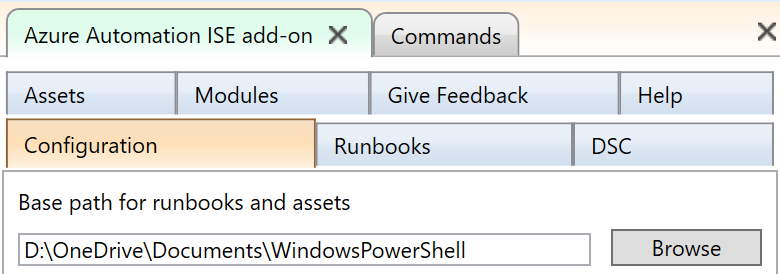 Azure Automation ISE add-on Commands
Assets Modules Give Feedback Help
Configuration Runbooks DSC
Base path for runbooks and assets
D:\OneDrive\Documents\WindowsPowerShell Browse